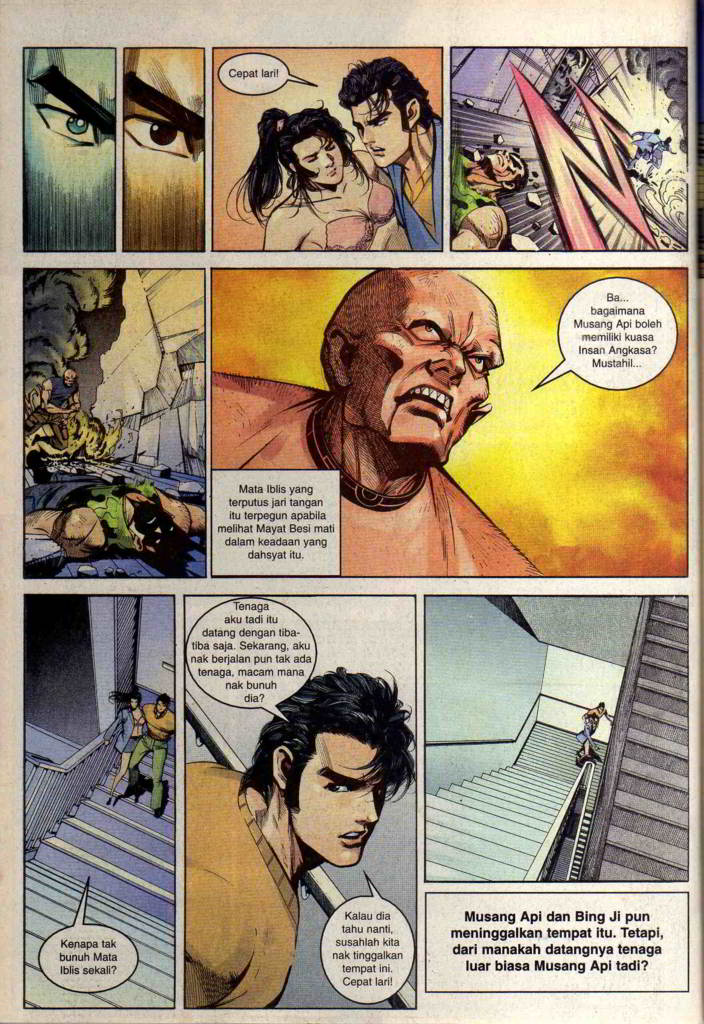 Cepat lari!
Ba...
bagaimana
Musang Api boleh
memiliki kuasa
Insan Angkasa?
Mustahil...
Mata Iblis yang
terputus jari tangan
itu terpegun apabila
melihat Mayat Besi mati
dalam keadaan yang
dahsyat itu.
Kenapa tak
bunuh Mata
Iblis sekali?
Tenaga
aku tadi itu
datang dengan tiba-
tiba saja. Sekarang, aku
nak berjalan pun tak ada
tenaga, macam mana
nak bunuh
dia?
Kalau dia
tahu nanti,
susahlah kita
nak tinggalkan
tempat ini.
Cepat lari!
Musang Api dan Bing Ji pun
meninggalkan tempat itu. Tetapi,
dari manakah datangnya tenaga
luar biasa Musang Api tadi?